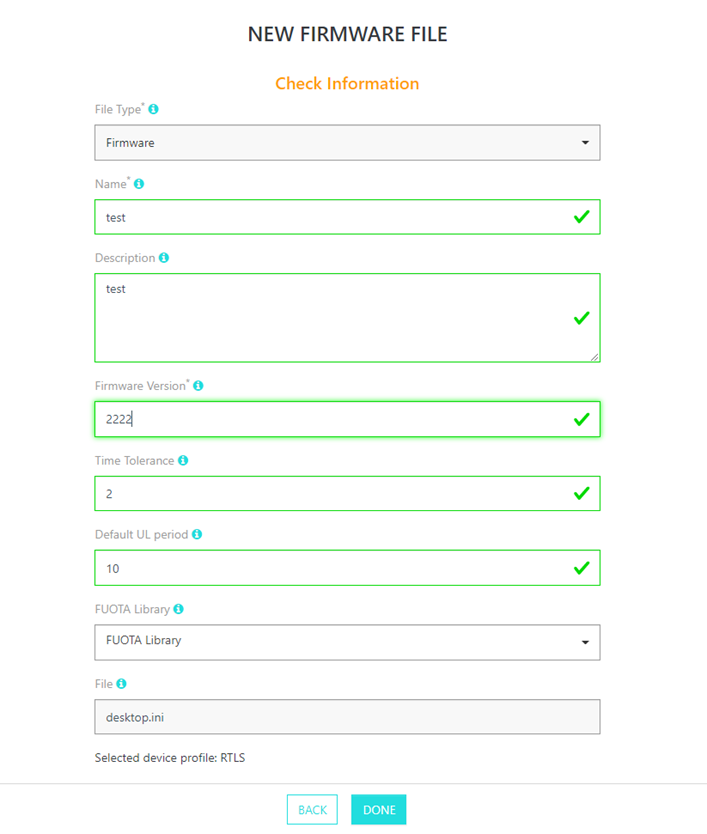 NEW FIRMWARE FILE
Check Information
File Type*
Firmware
Name*
test
Description
test
Firmware Version*
2222
Time Tolerance
2
Default UL period
10
FUOTA Library
FUOTA Library
File
desktop.ini
Selected device profile: RTLS
BACK DONE